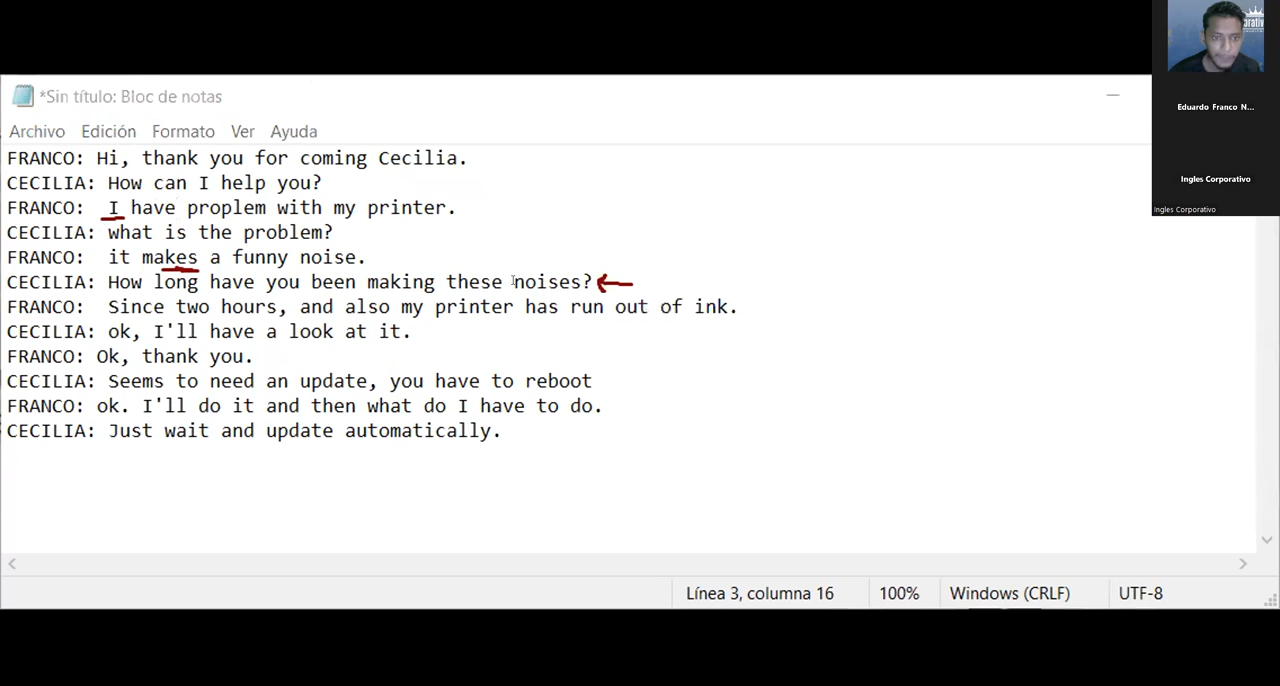 *Sin título: Bloc de notas
Archivo Edición Formato Ver Ayuda
FRANCO: Hi, thank you for coming Cecilia.
CECILIA: How can I help you?
FRANCO: I have proplem with my printer.
CECILIA: what is the problem?
FRANCO: it makes a funny noise.
CECILIA: How long have you been making these noises?
FRANCO: Since two hours, and also my printer has run out of ink.
CECILIA: ok, I'll have a look at it.
FRANCO: Ok, thank you.
CECILIA: Seems to need an update, you have to reboot
FRANCO: ok. I'll do it and then what do I have to do.
CECILIA: Just wait and update automatically.
Línea 3, columna 16 100% Windows (CRLF) UTF-8
Eduardo Franco N...
Ingles Corporativo
Ingles Corporativo